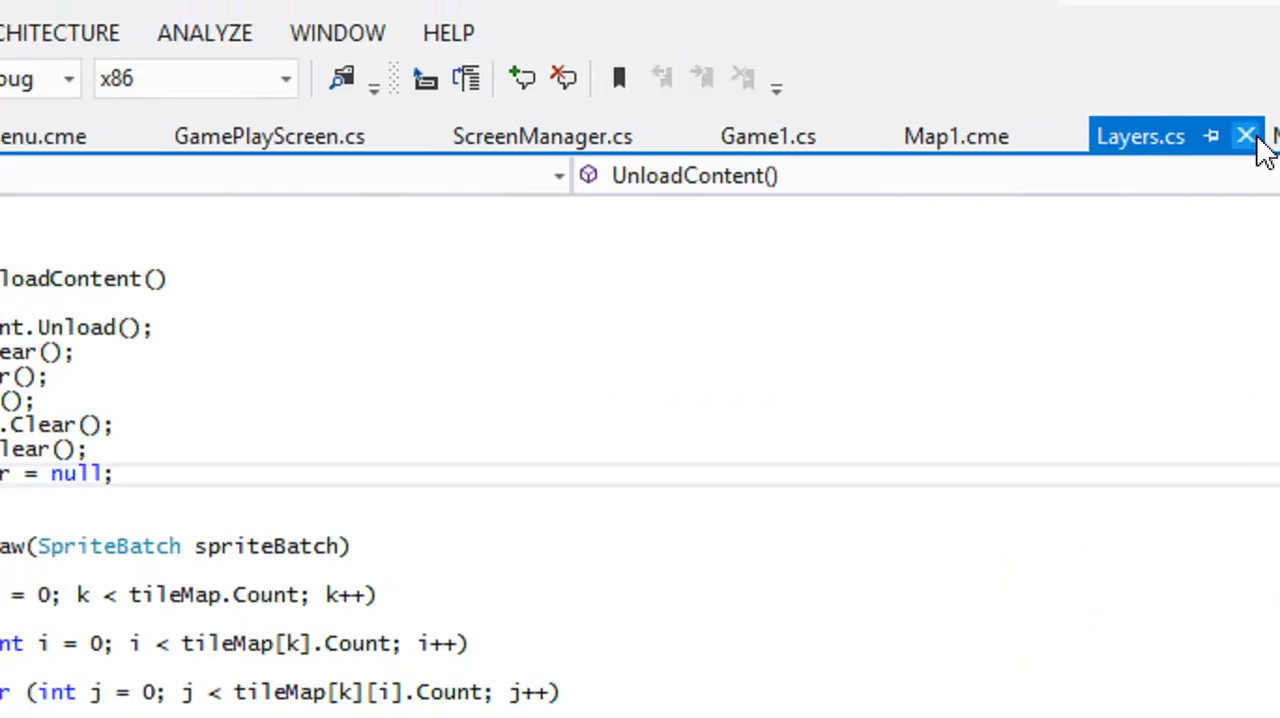 CHITECTURE ANALYZE WINDOW HELP
oug x86
enu.cme GamePlayScreen.cs ScreenManager.cs Game1.cs Map1.cme Layers.cs
UnloadContent()
loadContent()
nt.Unload();
ear();
r();
();
.Clear();
lear();
r = null;
aw(SpriteBatch spriteBatch)
= 0; k < tileMap.Count; k++)
nt i = 0; i < tileMap[k].Count; i++)
r (int j = 0; j < tileMap[k][i].Count; j++)